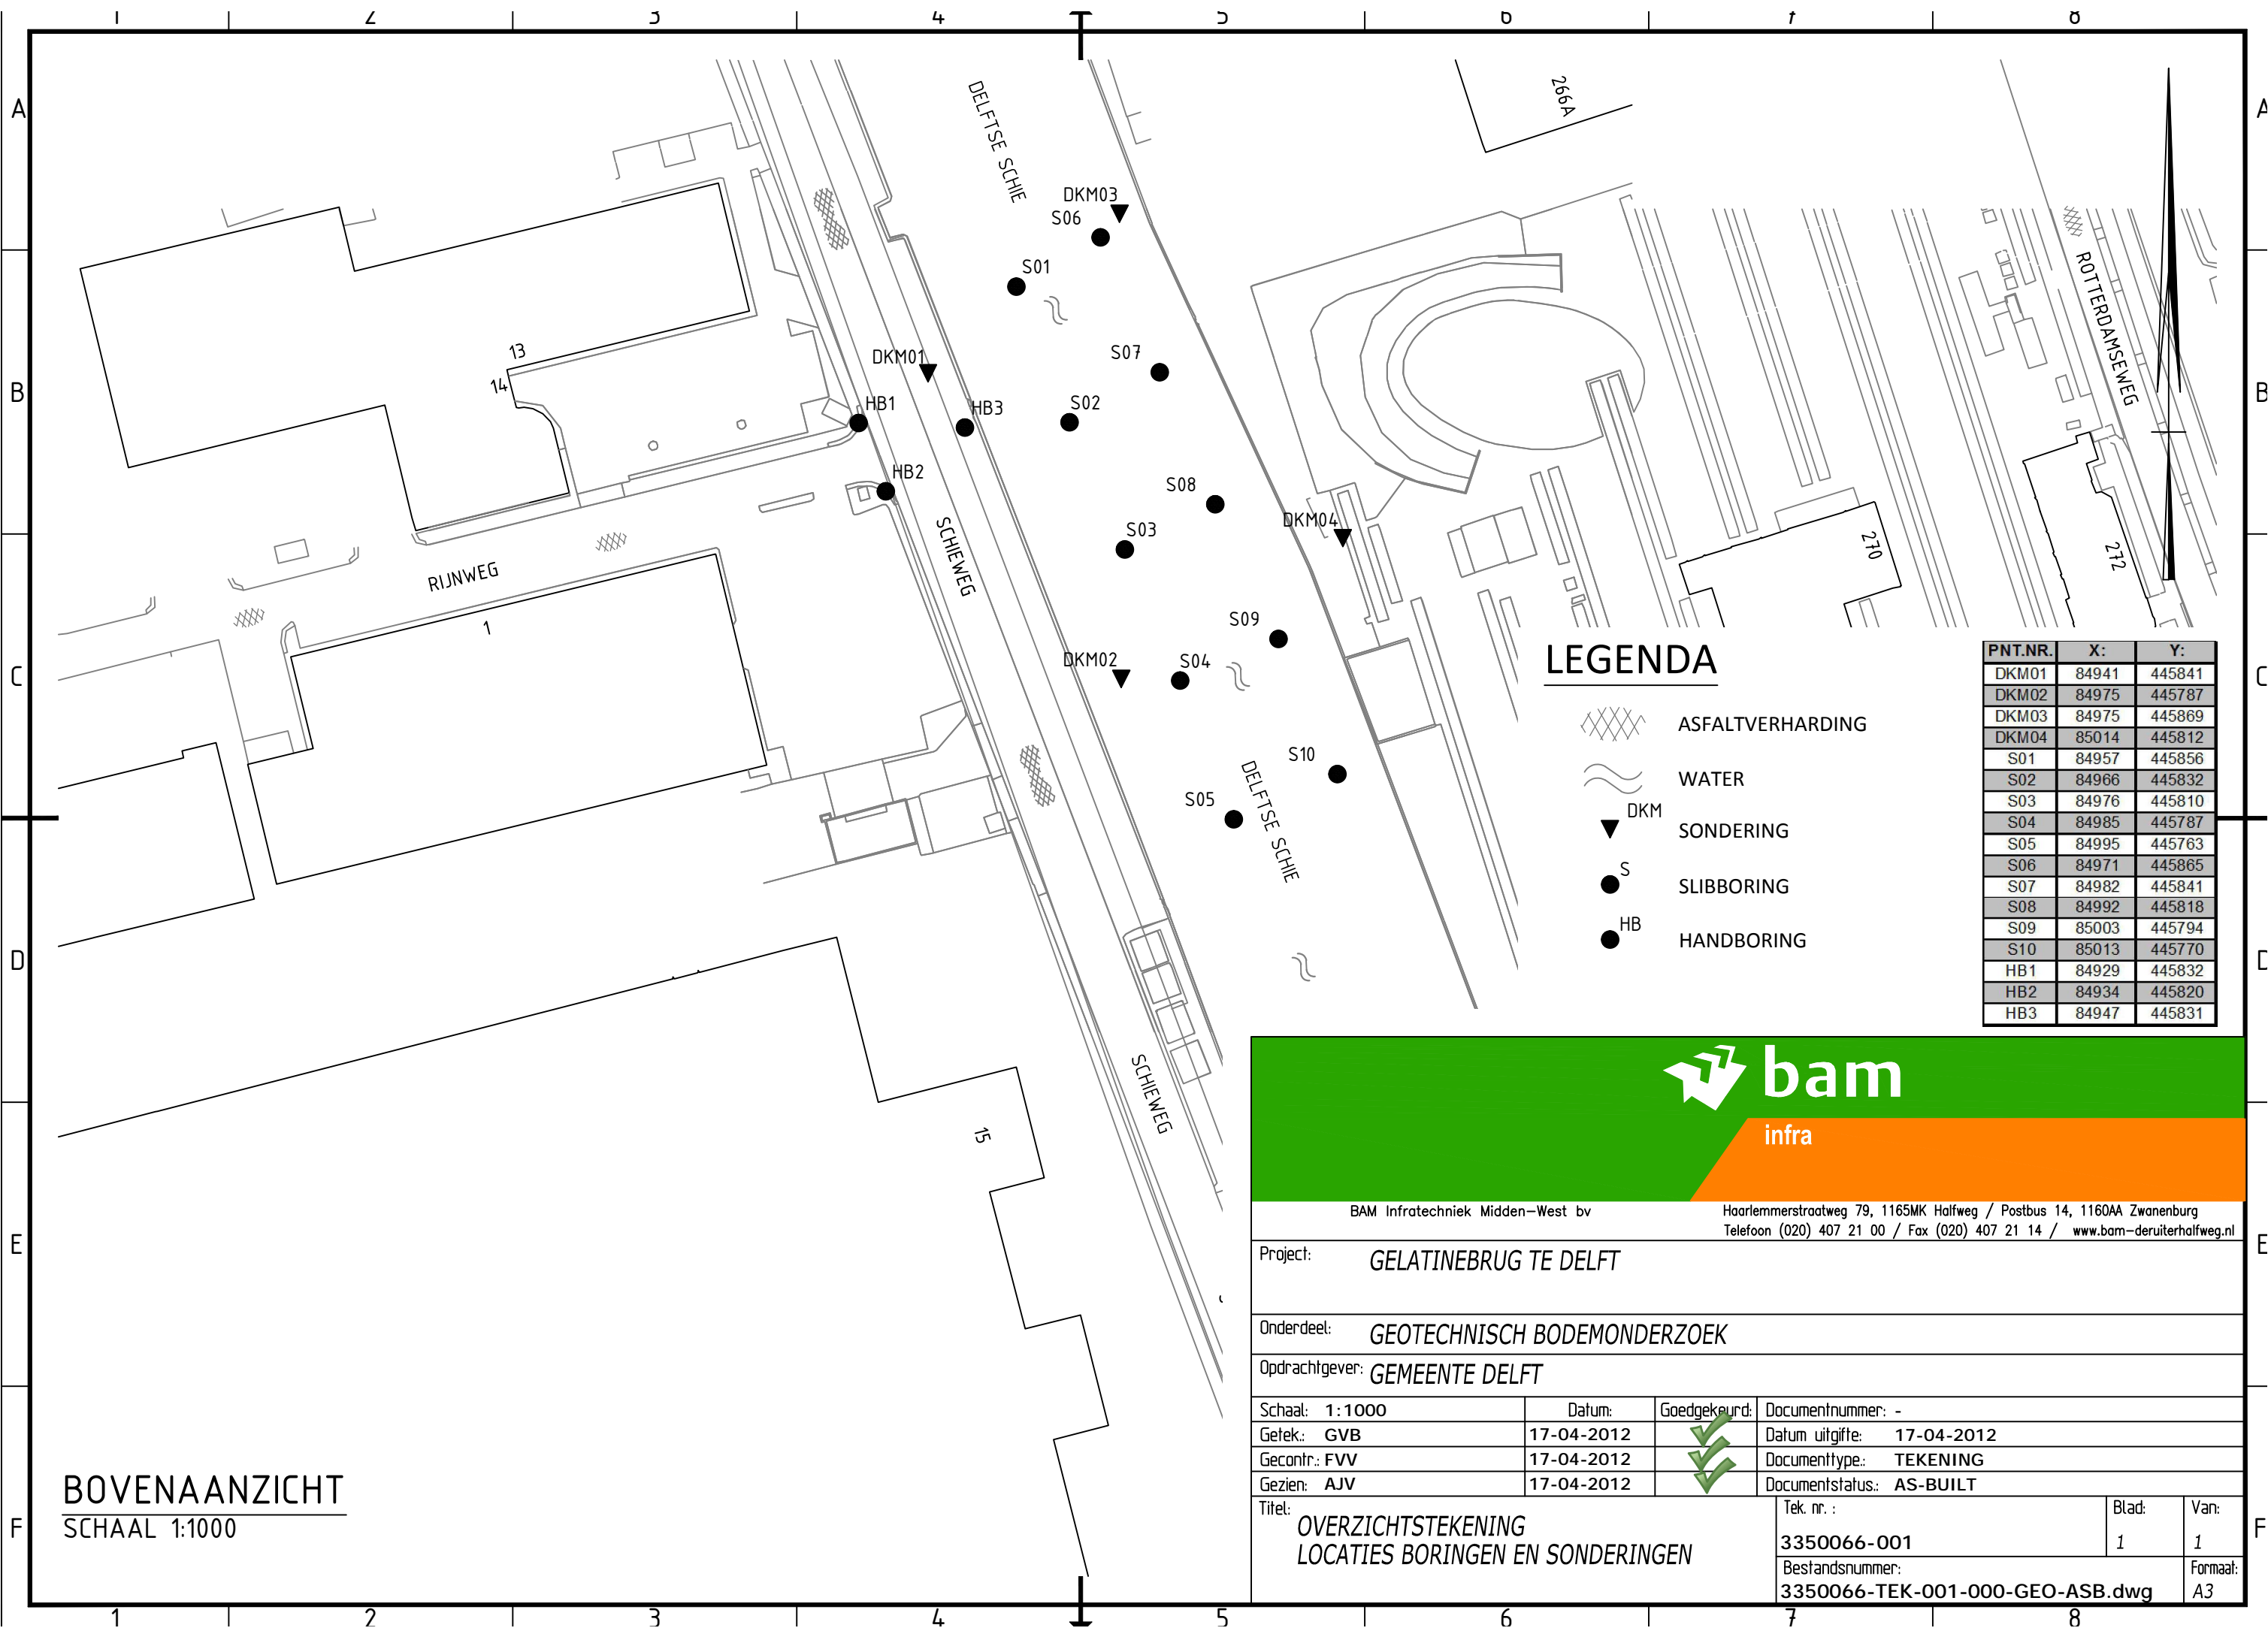 1 2 3 4 5 6 7 8
A A
DELFTSE SCHIE
266A
DKM03
S06
S01
ROTTERDAMSEWEG
13
14
DKM01
S07
B B
HB1
HB3
S02
HB2
S08
SCHIEWEG
DKM04
S03
270
272
RIJNWEG
1
S09
DKM02
S04
C C
S10
DELFTSE SCHIE
S05
LEGENDA
ASFALTVERHARDING
WATER
DKM
SONDERING
S
SLIBBORING
HB
HANDBORING
PNT.NR. X: Y:
DKM01 84941 445841
DKM02 84975 445787
DKM03 84975 445869
DKM04 85014 445812
S01 84957 445856
S02 84966 445832
S03 84976 445810
S04 84985 445787
S05 84995 445763
S06 84971 445865
S07 84982 445841
S08 84992 445818
S09 85003 445794
S10 85013 445770
HB1 84929 445832
HB2 84934 445820
HB3 84947 445831
D D
SCHIEWEG
15
bam
infra
BAM Infratechniek Midden-West bv
Haarlemmerstraatweg 79, 1165MK Halfweg / Postbus 14, 1160AA Zwanenburg
Telefoon (020) 407 21 00 / Fax (020) 407 21 14 / www.bam-deruiterhalfweg.nl
E E
Project: GELATINEBRUG TE DELFT
Onderdeel: GEOTECHNISCH BODEMONDERZOEK
Opdrachtgever: GEMEENTE DELFT
Schaal: 1:1000 Datum: Goedgekeurd: Documentnummer: -
Getek.: GVB 17-04-2012 Datum uitgifte: 17-04-2012
Gecontr.: FVV 17-04-2012 Documenttype.: TEKENING
Gezien: AJV 17-04-2012 Documentstatus.: AS-BUILT
Titel:
OVERZICHTSTEKENING
LOCATIES BORINGEN EN SONDERINGEN
Tek. nr. : Blad: Van:
3350066-001 1 1
Bestandsnummer: Formaat:
3350066-TEK-001-000-GEO-ASB.dwg A3
BOVENAANZICHT
SCHAAL 1:1000
F F
1 2 3 4 5 6 7 8